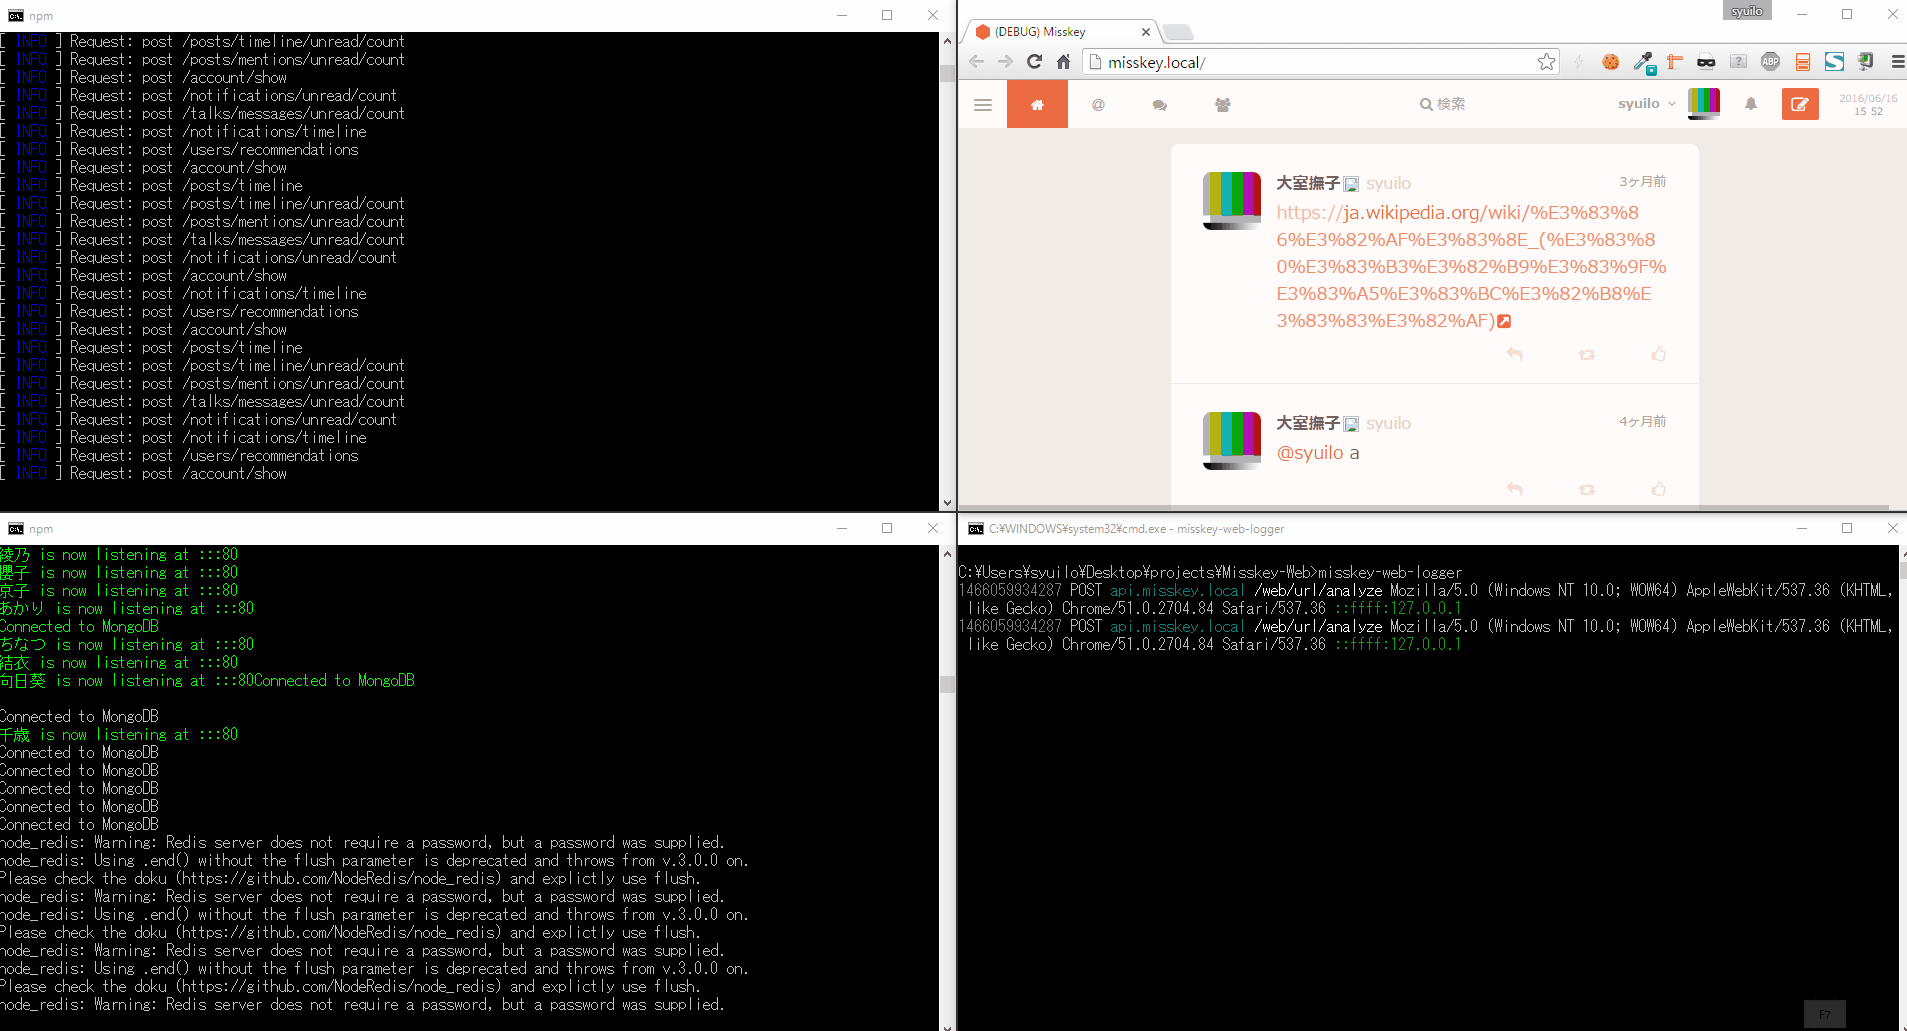 npm
[ INFO ] Request: post /posts/timeline/unread/count
[ INFO ] Request: post /posts/mentions/unread/count
[ INFO ] Request: post /account/show
[ INFO ] Request: post /notifications/unread/count
[ INFO ] Request: post /talks/messages/unread/count
[ INFO ] Request: post /notifications/timeline
[ INFO ] Request: post /users/recommendations
[ INFO ] Request: post /account/show
[ INFO ] Request: post /posts/timeline
[ INFO ] Request: post /posts/timeline/unread/count
[ INFO ] Request: post /posts/mentions/unread/count
[ INFO ] Request: post /talks/messages/unread/count
[ INFO ] Request: post /notifications/unread/count
[ INFO ] Request: post /account/show
[ INFO ] Request: post /notifications/timeline
[ INFO ] Request: post /users/recommendations
[ INFO ] Request: post /account/show
[ INFO ] Request: post /posts/timeline
[ INFO ] Request: post /posts/timeline/unread/count
[ INFO ] Request: post /posts/mentions/unread/count
[ INFO ] Request: post /talks/messages/unread/count
[ INFO ] Request: post /notifications/unread/count
[ INFO ] Request: post /notifications/timeline
[ INFO ] Request: post /users/recommendations
[ INFO ] Request: post /account/show
syuilo
(DEBUG) Misskey
misskey.local/
ABP
@ 検索 syuilo 2016/06/16
15 52
大室撫子 syuilo 3ヶ月前
https://ja.wikipedia.org/wiki/%E3%83%8
6%E3%82%AF%E3%83%8E_(%E3%83%8
0%E3%83%B3%E3%82%B9%E3%83%9F%
E3%83%A5%E3%83%BC%E3%82%B8%E
3%83%83%E3%82%AF)
大室撫子 syuilo 4ヶ月前
@syuilo a
npm
綾乃 is now listening at :::80
櫻子 is now listening at :::80
京子 is now listening at :::80
あかり is now listening at :::80
Connected to MongoDB
ちなつ is now listening at :::80
結衣 is now listening at :::80
向日葵 is now listening at :::80Connected to MongoDB
Connected to MongoDB
千歳 is now listening at :::80
Connected to MongoDB
Connected to MongoDB
Connected to MongoDB
Connected to MongoDB
Connected to MongoDB
node_redis: Warning: Redis server does not require a password, but a password was supplied.
node_redis: Using .end() without the flush parameter is deprecated and throws from v.3.0.0 on.
Please check the doku (https://github.com/NodeRedis/node_redis) and explictly use flush.
node_redis: Warning: Redis server does not require a password, but a password was supplied.
node_redis: Using .end() without the flush parameter is deprecated and throws from v.3.0.0 on.
Please check the doku (https://github.com/NodeRedis/node_redis) and explictly use flush.
node_redis: Warning: Redis server does not require a password, but a password was supplied.
node_redis: Using .end() without the flush parameter is deprecated and throws from v.3.0.0 on.
Please check the doku (https://github.com/NodeRedis/node_redis) and explictly use flush.
node_redis: Warning: Redis server does not require a password, but a password was supplied.
C:¥WINDOWS¥system32¥cmd.exe - misskey-web-logger
C:¥Users¥syuilo¥Desktop¥projects¥Misskey-Web>misskey-web-logger
1466059934287 POST api.misskey.local /web/url/analyze Mozilla/5.0 (Windows NT 10.0; WOW64) AppleWebKit/537.36 (KHTML,
like Gecko) Chrome/51.0.2704.84 Safari/537.36 ::ffff:127.0.0.1
1466059934287 POST api.misskey.local /web/url/analyze Mozilla/5.0 (Windows NT 10.0; WOW64) AppleWebKit/537.36 (KHTML,
like Gecko) Chrome/51.0.2704.84 Safari/537.36 ::ffff:127.0.0.1
F7